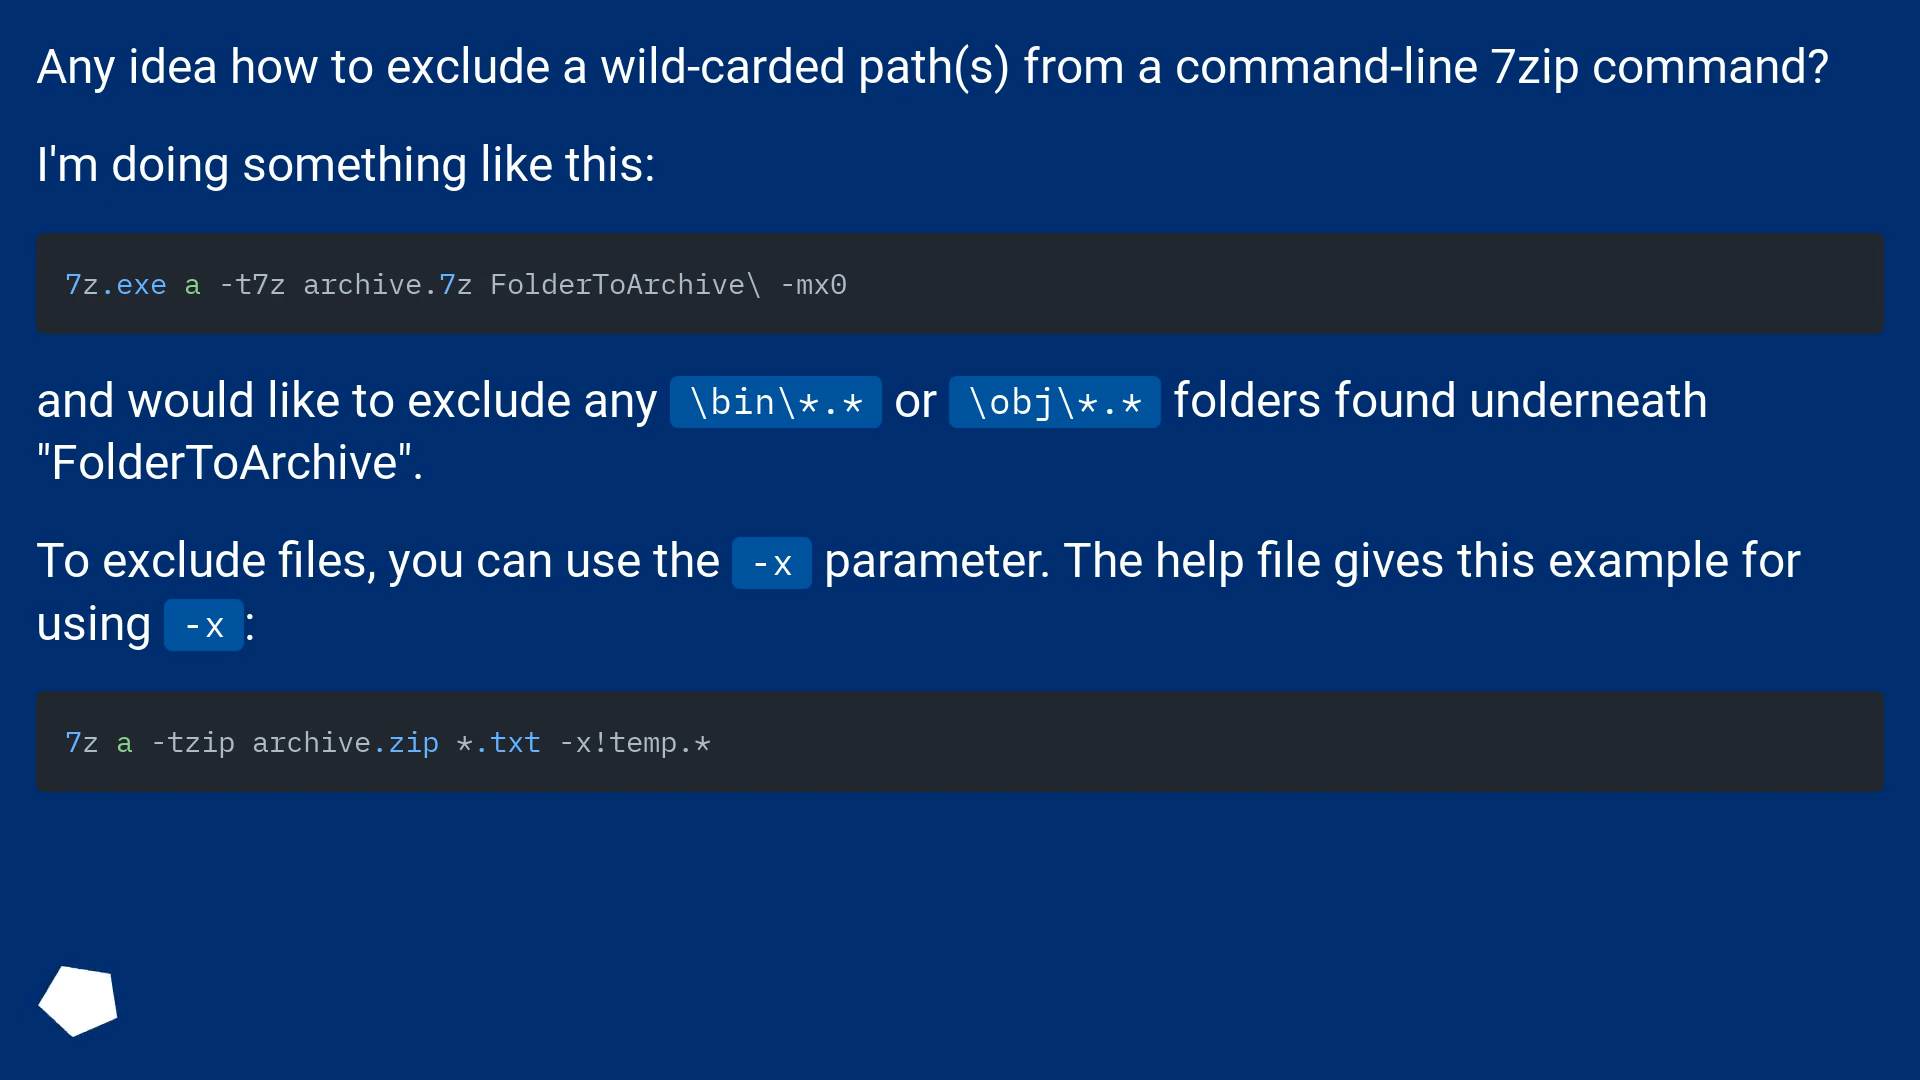 Any idea how to exclude a wild-carded path(s) from a command-line 7zip command?
I'm doing something like this:
7z.exe a -t7z archive.7z FolderToArchive\ -mx0
and would like to exclude any \bin\*.* or \obj\*.* folders found underneath
"FolderToArchive".
To exclude files, you can use the -x parameter. The help file gives this example for
using -x:
7z a -tzip archive.zip *.txt -x!temp.*